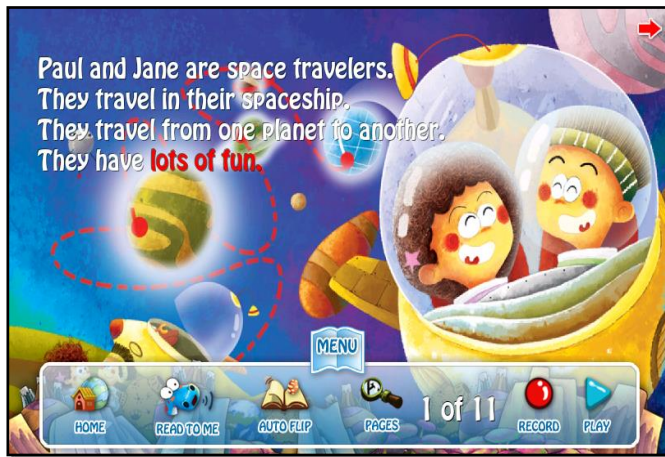 Paul and Jane are space travelers.
They travel in their spaceship.
They travel from one planet to another.
They have lots of fun.
MENU
HOME
READ TO ME
AUTO FLIP
PAGES
1 of 11
RECORD
PLAY